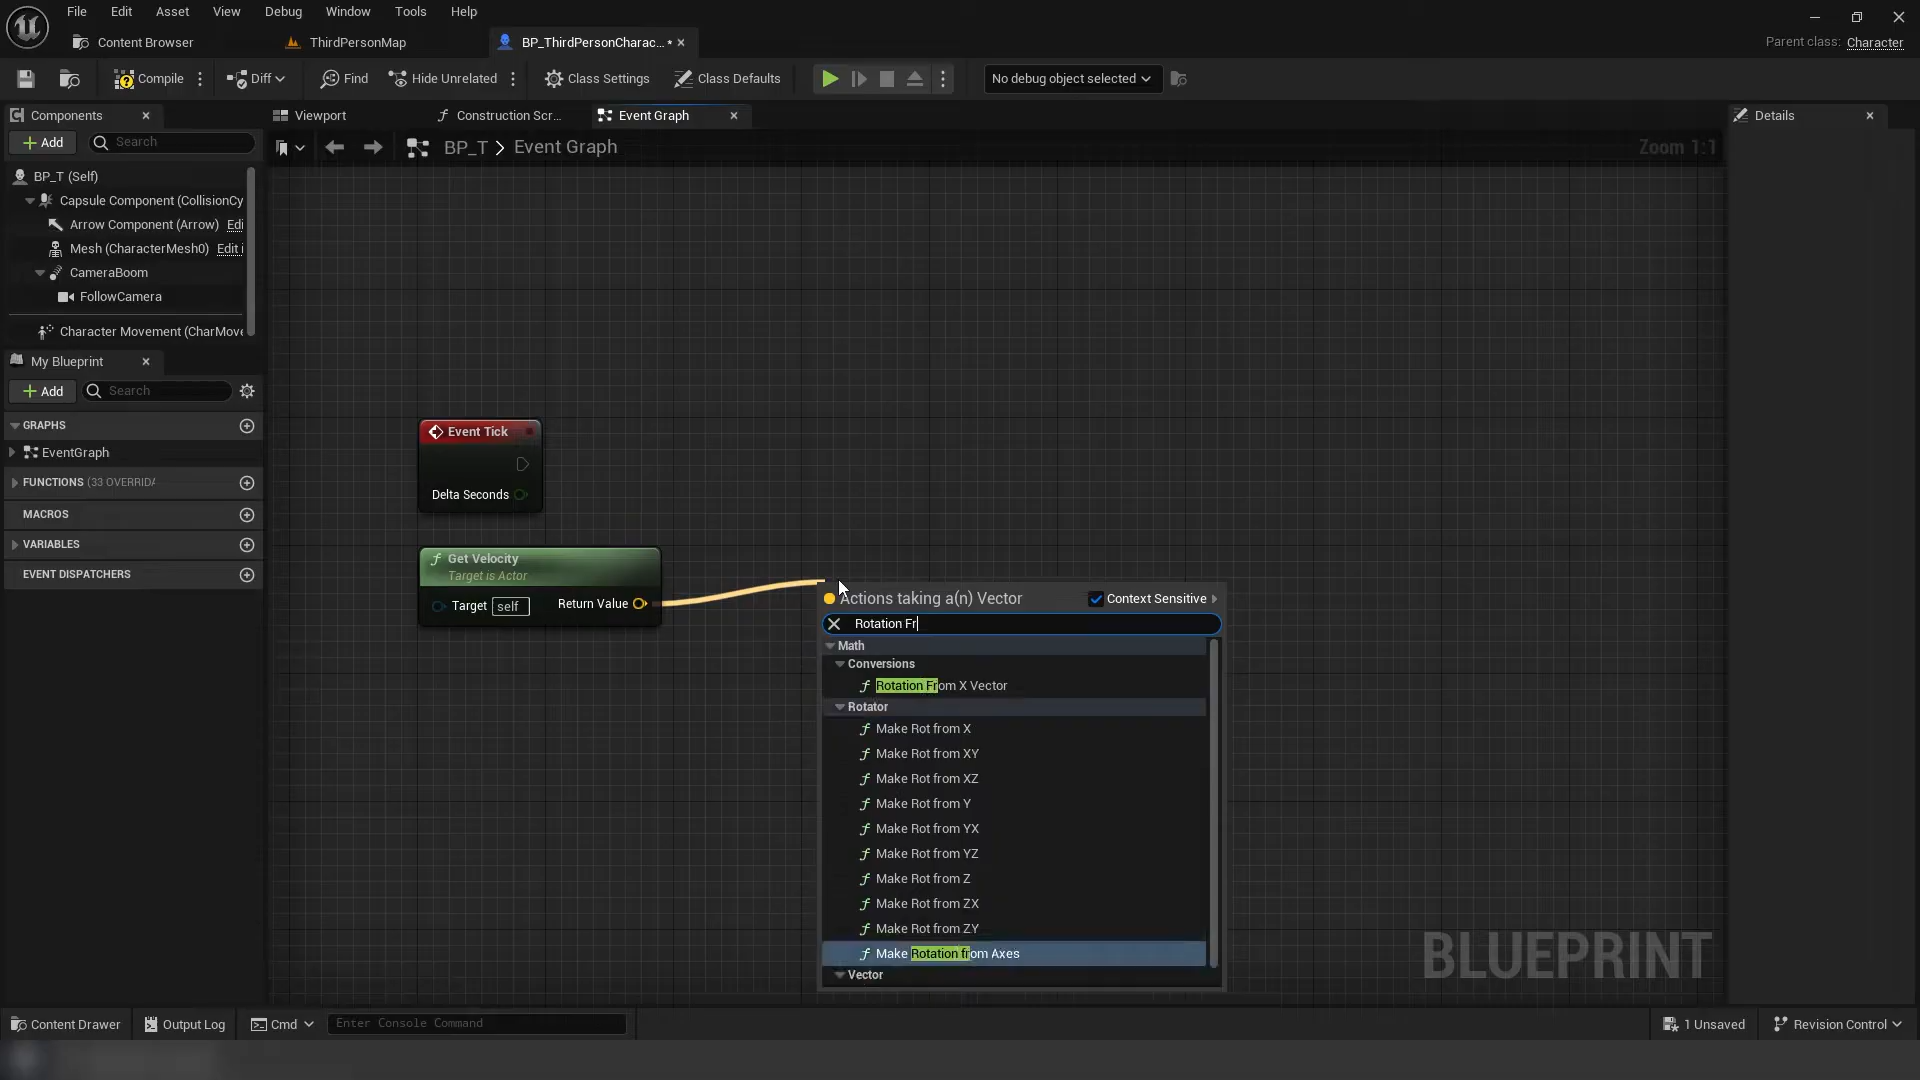 File Edit Asset View Debug Window Tools Help
Content Browser ThirdPersonMap BP_ThirdPersonCharac... * Parent class: Character
Compile Diff Find Hide Unrelated Class Settings Class Defaults No debug object selected
Components Viewport Construction Scr... Event Graph Details
Add Search
BP_T > Event Graph Zoom 1:1
BP_T (Self)
Capsule Component (CollisionCy
Arrow Component (Arrow) Edi
Mesh (CharacterMesh0) Edit i
CameraBoom
FollowCamera
Character Movement (CharMove
My Blueprint
Add Search
GRAPHS
EventGraph
FUNCTIONS (33 OVERRIDA
MACROS
VARIABLES
EVENT DISPATCHERS
Event Tick
Delta Seconds
Get Velocity
Target is Actor
Target self Return Value
Actions taking a(n) Vector Context Sensitive
Rotation Fr
Math
Conversions
Rotation From X Vector
Rotator
Make Rot from X
Make Rot from XY
Make Rot from XZ
Make Rot from Y
Make Rot from YX
Make Rot from YZ
Make Rot from Z
Make Rot from ZX
Make Rot from ZY
Make Rotation from Axes
Vector
BLUEPRINT
Content Drawer Output Log Cmd Enter Console Command 1 Unsaved Revision Control